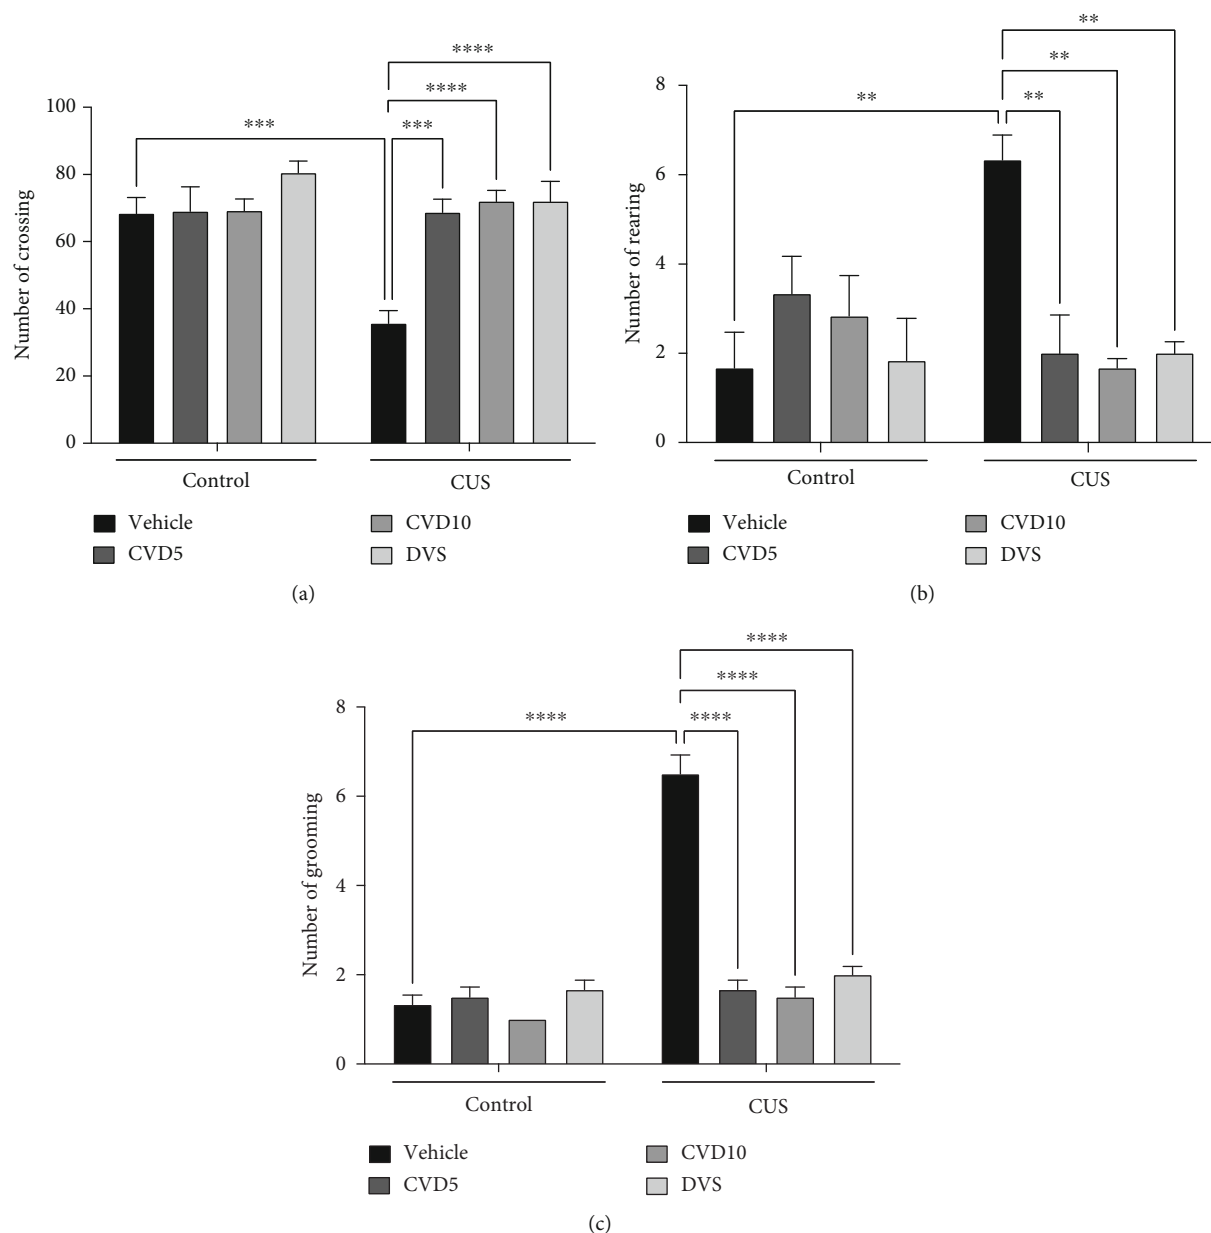 ****
****
*** ***
100
80
60
40
20
0
Number of crossing
Control CUS
Vehicle CVD10
CVD5 DVS
(a)
**
**
** **
8
6
4
2
0
Number of rearing
Control CUS
Vehicle CVD10
CVD5 DVS
(b)
****
****
**** ****
8
6
4
2
0
Number of grooming
Control CUS
Vehicle CVD10
CVD5 DVS
(c)